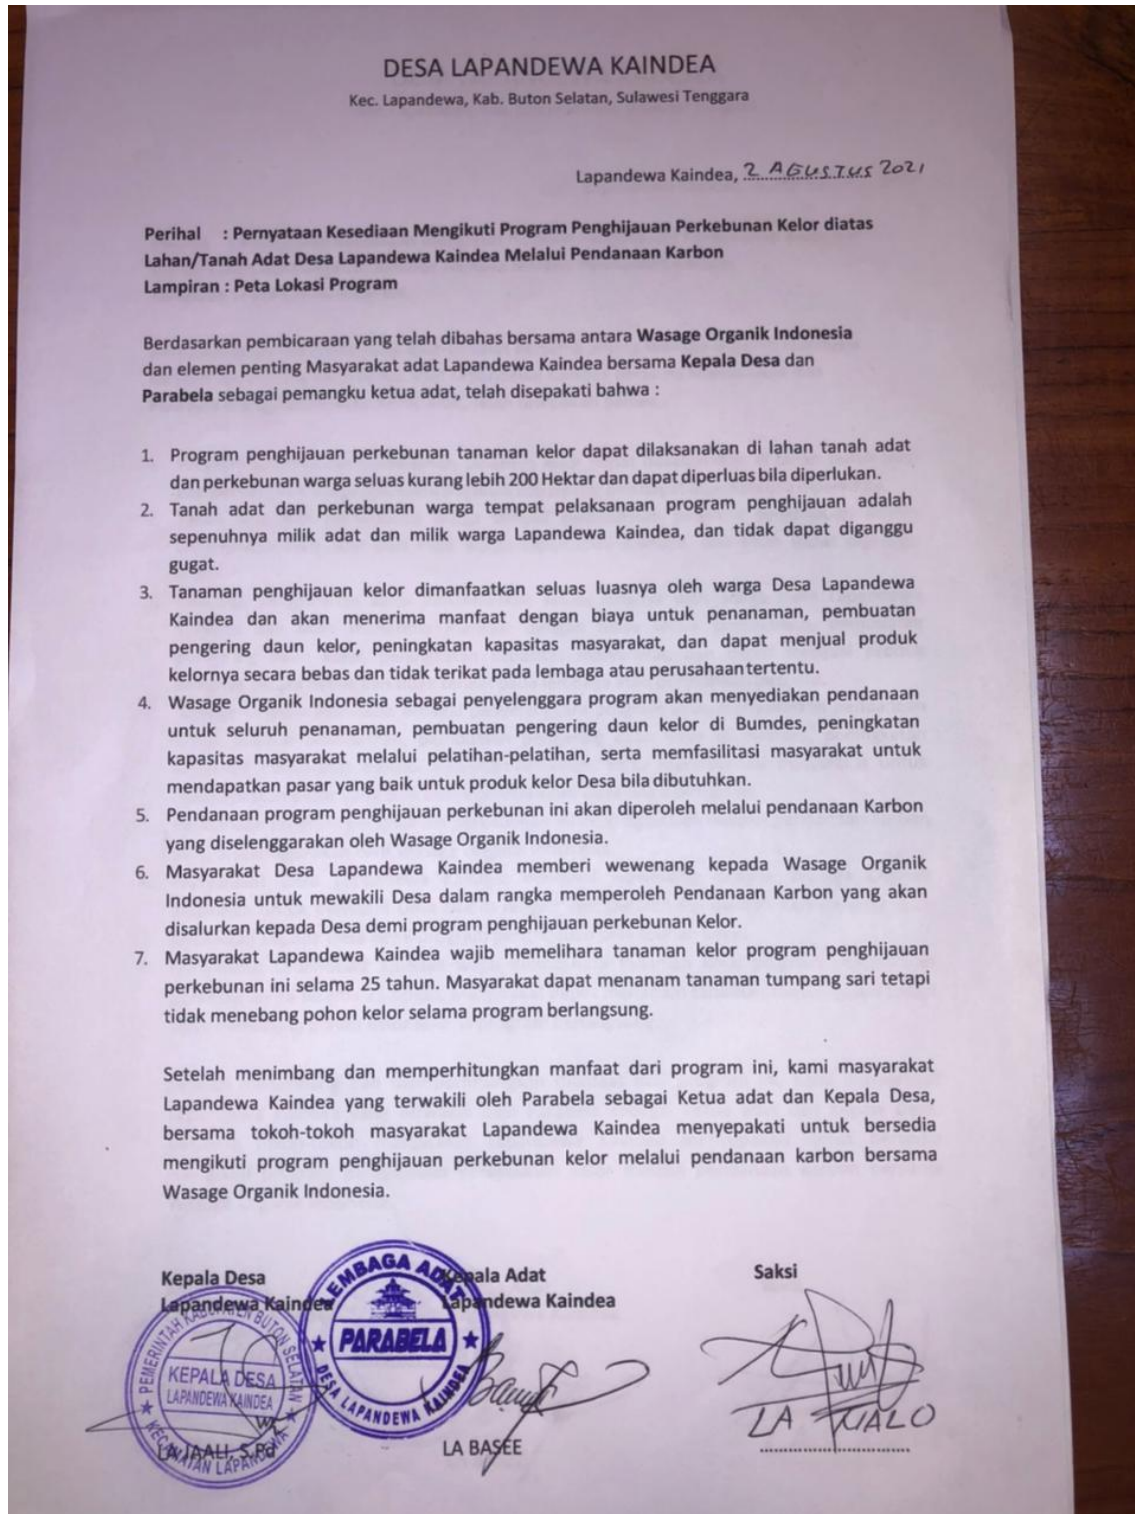 DESA LAPANDEWA KAINDEA
Kec. Lapandewa, Kab. Buton Selatan, Sulawesi Tenggara
Lapandewa Kaindea, 2 AGUSTUS 2021
Perihal : Pernyataan Kesediaan Mengikuti Program Penghijauan Perkebunan Kelor diatas
Lahan/Tanah Adat Desa Lapandewa Kaindea Melalui Pendanaan Karbon
Lampiran : Peta Lokasi Program
Berdasarkan pembicaraan yang telah dibahas bersama antara Wasage Organik Indonesia
dan elemen penting Masyarakat adat Lapandewa Kaindea bersama Kepala Desa dan
Parabela sebagai pemangku ketua adat, telah disepakati bahwa :
1. Program penghijauan perkebunan tanaman kelor dapat dilaksanakan di lahan tanah adat
dan perkebunan warga seluas kurang lebih 200 Hektar dan dapat diperluas bila diperlukan.
2. Tanah adat dan perkebunan warga tempat pelaksanaan program penghijauan adalah
sepenuhnya milik adat dan milik warga Lapandewa Kaindea, dan tidak dapat diganggu
gugat.
3. Tanaman penghijauan kelor dimanfaatkan seluas luasnya oleh warga Desa Lapandewa
Kaindea dan akan menerima manfaat dengan biaya untuk penanaman, pembuatan
pengering daun kelor, peningkatan kapasitas masyarakat, dan dapat menjual produk
kelornya secara bebas dan tidak terikat pada lembaga atau perusahaan tertentu.
4. Wasage Organik Indonesia sebagai penyelenggara program akan menyediakan pendanaan
untuk seluruh penanaman, pembuatan pengering daun kelor di Bumdes, peningkatan
kapasitas masyarakat melalui pelatihan-pelatihan, serta memfasilitasi masyarakat untuk
mendapatkan pasar yang baik untuk produk kelor Desa bila dibutuhkan.
5. Pendanaan program penghijauan perkebunan ini akan diperoleh melalui pendanaan Karbon
yang diselenggarakan oleh Wasage Organik Indonesia.
6. Masyarakat Desa Lapandewa Kaindea memberi wewenang kepada Wasage Organik
Indonesia untuk mewakili Desa dalam rangka memperoleh Pendanaan Karbon yang akan
disalurkan kepada Desa demi program penghijauan perkebunan Kelor.
7. Masyarakat Lapandewa Kaindea wajib memelihara tanaman kelor program penghijauan
perkebunan ini selama 25 tahun. Masyarakat dapat menanam tanaman tumpang sari tetapi
tidak menebang pohon kelor selama program berlangsung.
Setelah menimbang dan memperhitungkan manfaat dari program ini, kami masyarakat
Lapandewa Kaindea yang terwakili oleh Parabela sebagai Ketua adat dan Kepala Desa,
bersama tokoh-tokoh masyarakat Lapandewa Kaindea menyepakati untuk bersedia
mengikuti program penghijauan perkebunan kelor melalui pendanaan karbon bersama
Wasage Organik Indonesia.
Kepala Desa
Lapandewa Kaindea
PEMERINTAH KABUPATEN BUTON SELATAN
KEPALA DESA
LAPANDEWA KAINDEA
KECAMATAN LAPANDEWA
LA JAALI, S.Pd
LEMBAGA ADAT
PARABELA
DESA LAPANDEWA KAINDEA
Kepala Adat
Lapandewa Kaindea
LA BASEE
Saksi
LA